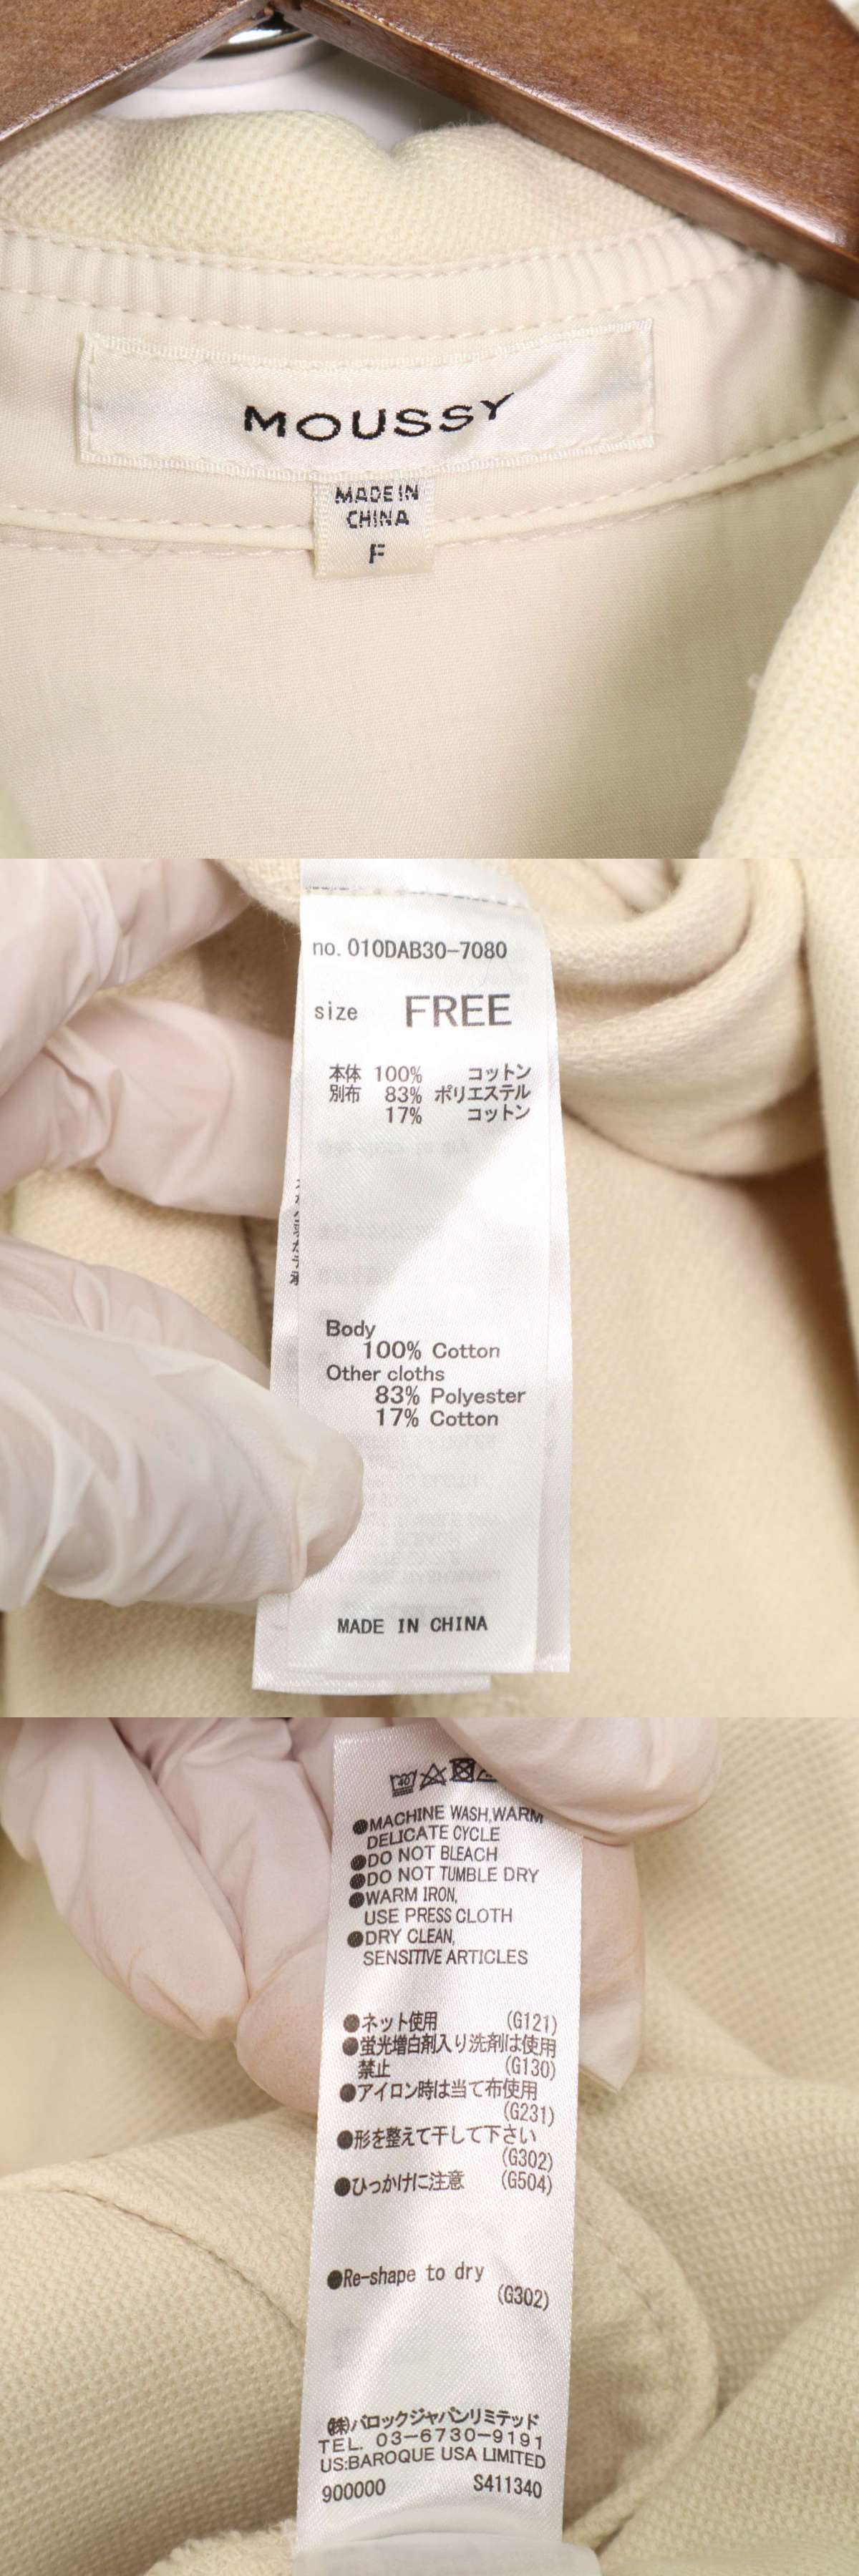 MOUSSY
MADE IN
CHINA
F
no. 010DAB30-7080
size FREE
本体 100% コットン
別布 83% ポリエステル
17% コットン
Body
100% Cotton
Other cloths
83% Polyester
17% Cotton
MADE IN CHINA
●MACHINE WASH,WARM
DELICATE CYCLE
●DO NOT BLEACH
●DO NOT TUMBLE DRY
●WARM IRON,
USE PRESS CLOTH
●DRY CLEAN,
SENSITIVE ARTICLES
●ネット使用 (G121)
●蛍光増白剤入り洗剤は使用
禁止 (G130)
●アイロン時は当て布使用
(G231)
●形を整えて干して下さい
(G302)
●ひっかけに注意 (G504)
●Re-shape to dry
(G302)
㈱バロックジャパンリミテッド
TEL. 03-6730-9191
US:BAROQUE USA LIMITED
900000 S411340